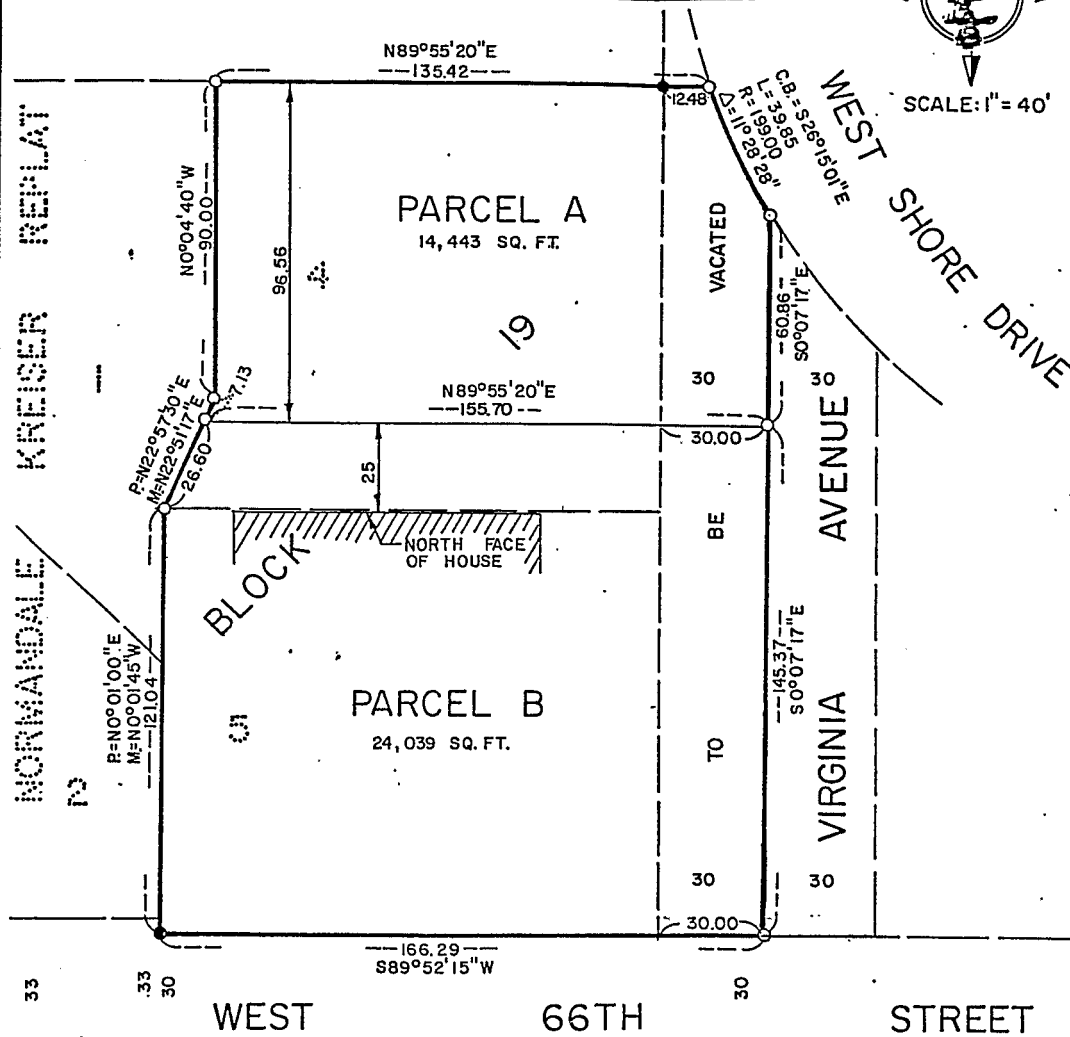 N89°55'20"E
135.42
12.48
C.B.=S26°15'01"E
L=39.85
R=199.00
Δ=11°28'28"
WEST SHORE DRIVE
SCALE: 1"=40'
NORMANDALE KREISER REPLAT
N0°04'40"W
90.00
96.56
PARCEL A
14,443 SQ. FT.
4
19
1
VACATED
60.86
S0°07'17"E
30
30
7.13
N89°55'20"E
155.70
30.00
P=N22°57'30"E
M=N22°51'17"E
26.60
25
NORTH FACE
OF HOUSE
BLOCK
BE
AVENUE
P=N0°01'00"E
M=N0°01'45"W
121.04
PARCEL B
24,039 SQ. FT.
5
2
145.37
S0°07'17"E
TO
VIRGINIA
30
30
30.00
166.29
S89°52'15"W
33
.33
30
30
WEST 66TH STREET